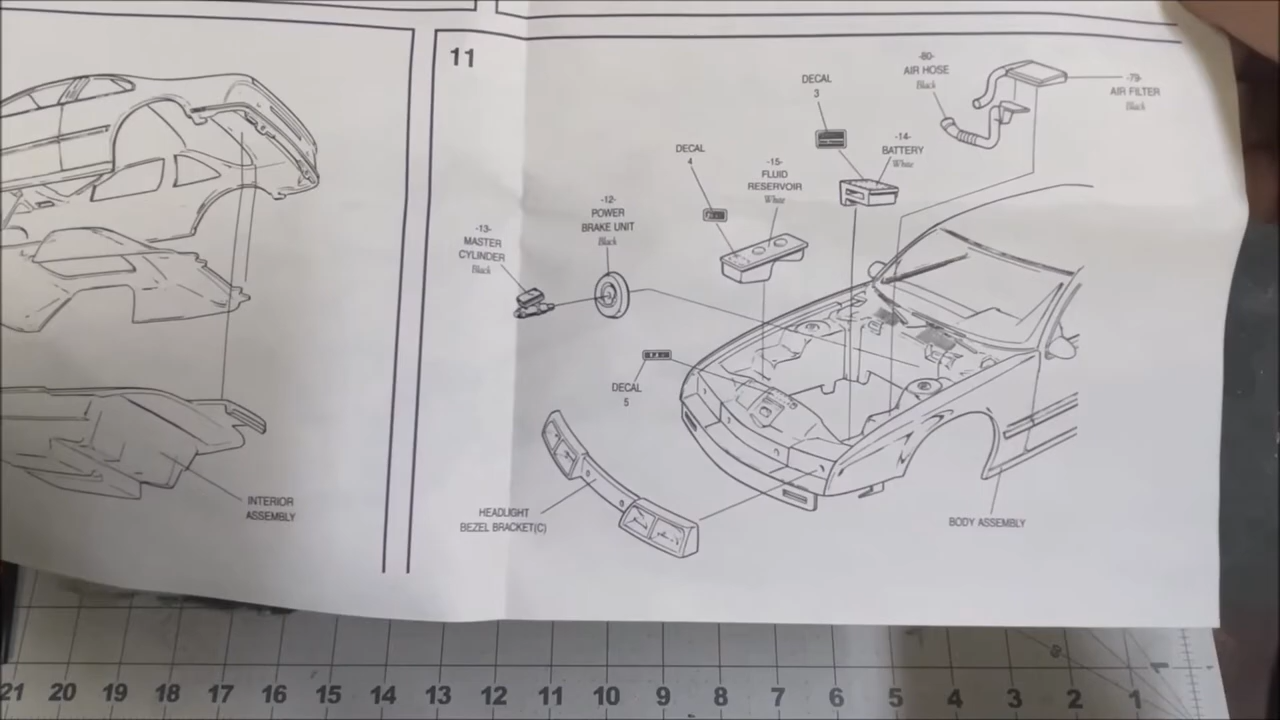 11
-80-
AIR HOSE
Black
-79-
AIR FILTER
Black
DECAL
3
-14-
BATTERY
White
DECAL
4
-15-
FLUID
RESERVOIR
White
-12-
POWER
BRAKE UNIT
Black
-13-
MASTER
CYLINDER
Black
DECAL
5
HEADLIGHT
BEZEL BRACKET(C)
BODY ASSEMBLY
INTERIOR
ASSEMBLY
21 20 19 18 17 16 15 14 13 12 11 10 9 8 7 6 5 4 3 2 1
1